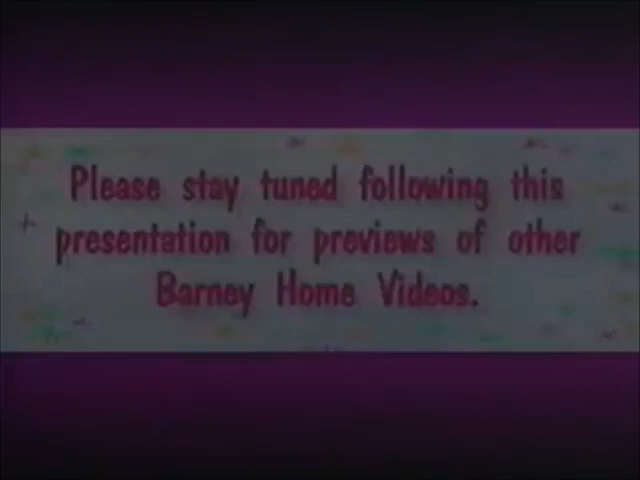 Please stay tuned following this
presentation for previews of other
Barney Home Videos.